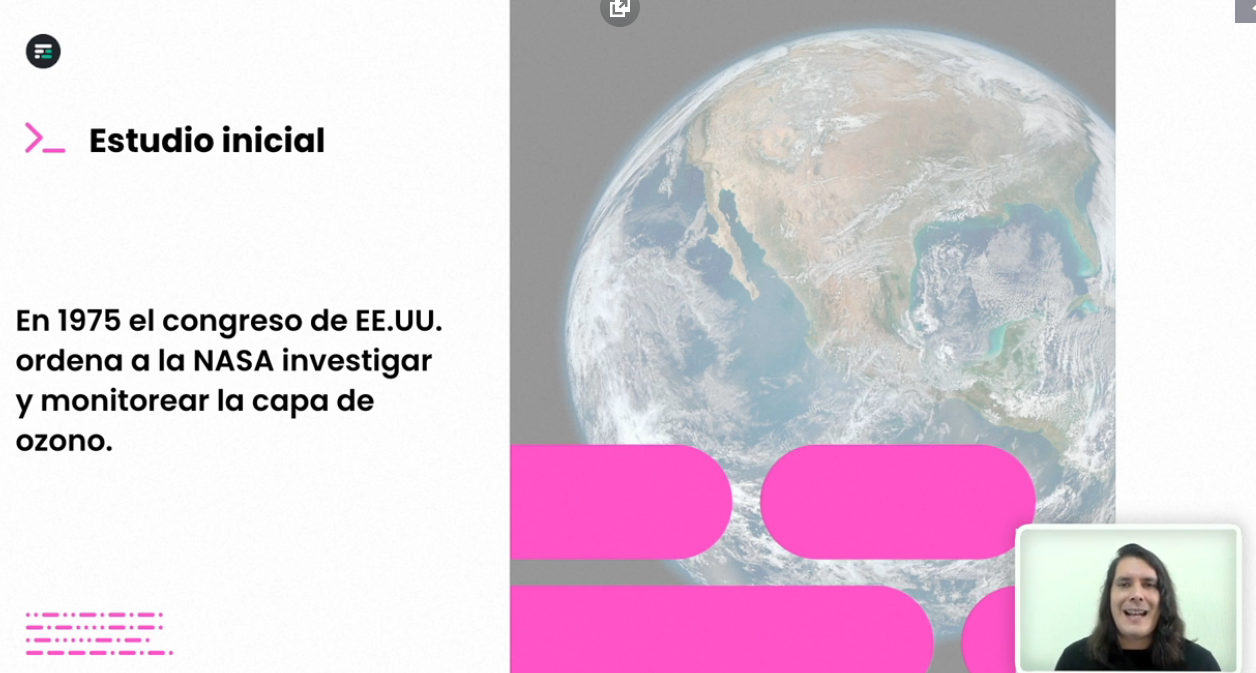 Estudio inicial
En 1975 el congreso de EE.UU.
ordena a la NASA investigar
y monitorear la capa de
ozono.